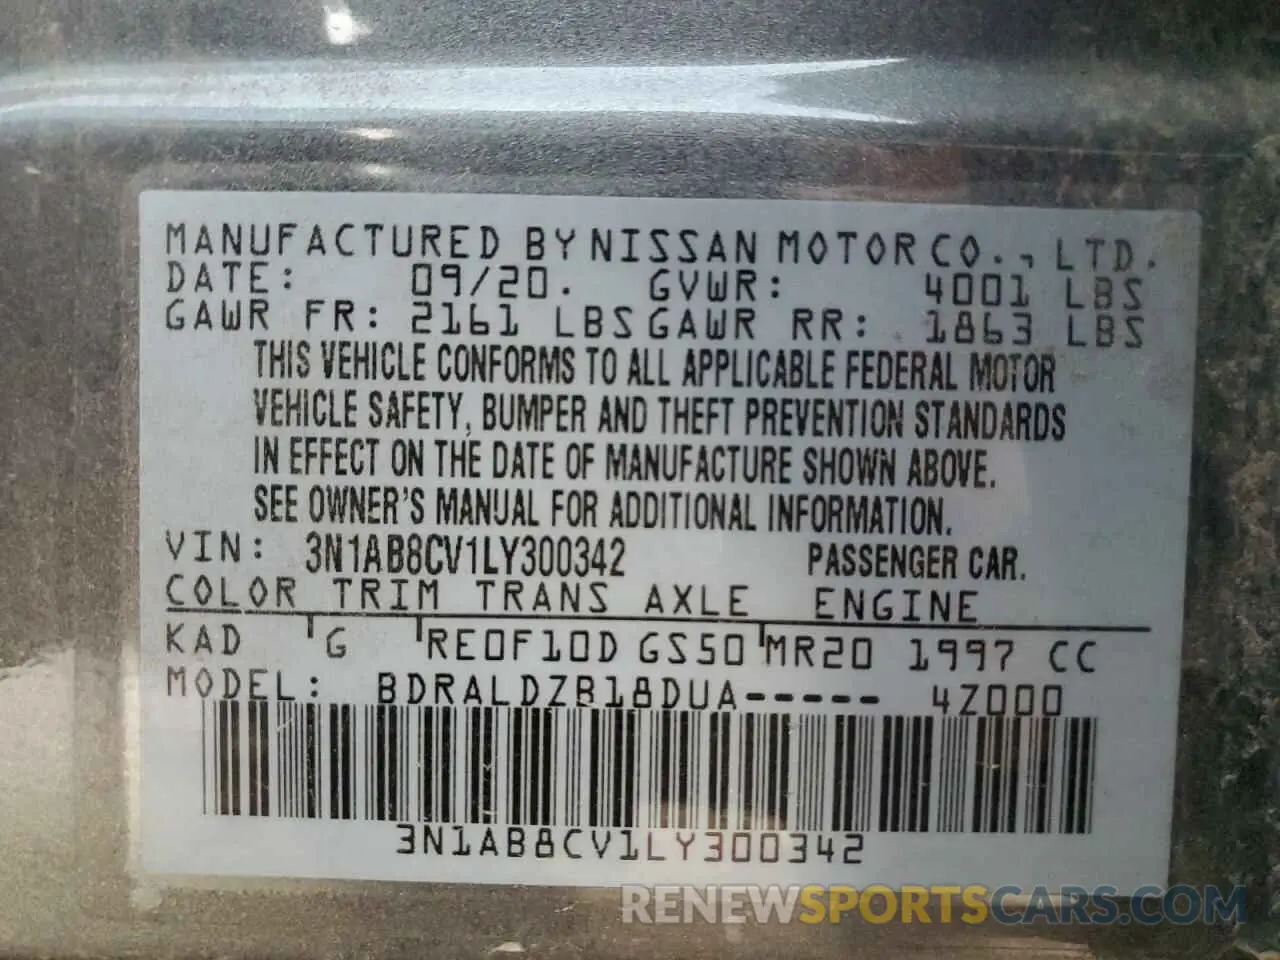 MANUFACTURED BY NISSAN MOTOR CO., LTD.
DATE: 09/20. GVWR: 4001 LBS
GAWR FR: 2161 LBS GAWR RR: 1863 LBS
THIS VEHICLE CONFORMS TO ALL APPLICABLE FEDERAL MOTOR
VEHICLE SAFETY, BUMPER AND THEFT PREVENTION STANDARDS
IN EFFECT ON THE DATE OF MANUFACTURE SHOWN ABOVE.
SEE OWNER'S MANUAL FOR ADDITIONAL INFORMATION.
VIN: 3N1AB8CV1LY300342 PASSENGER CAR.
COLOR TRIM TRANS AXLE ENGINE
KAD G RE0F10D GS50 MR20 1997 CC
MODEL: BDRALDZB18DUA----- 4Z000
3N1AB8CV1LY300342
RENEWSPORTSCARS.COM